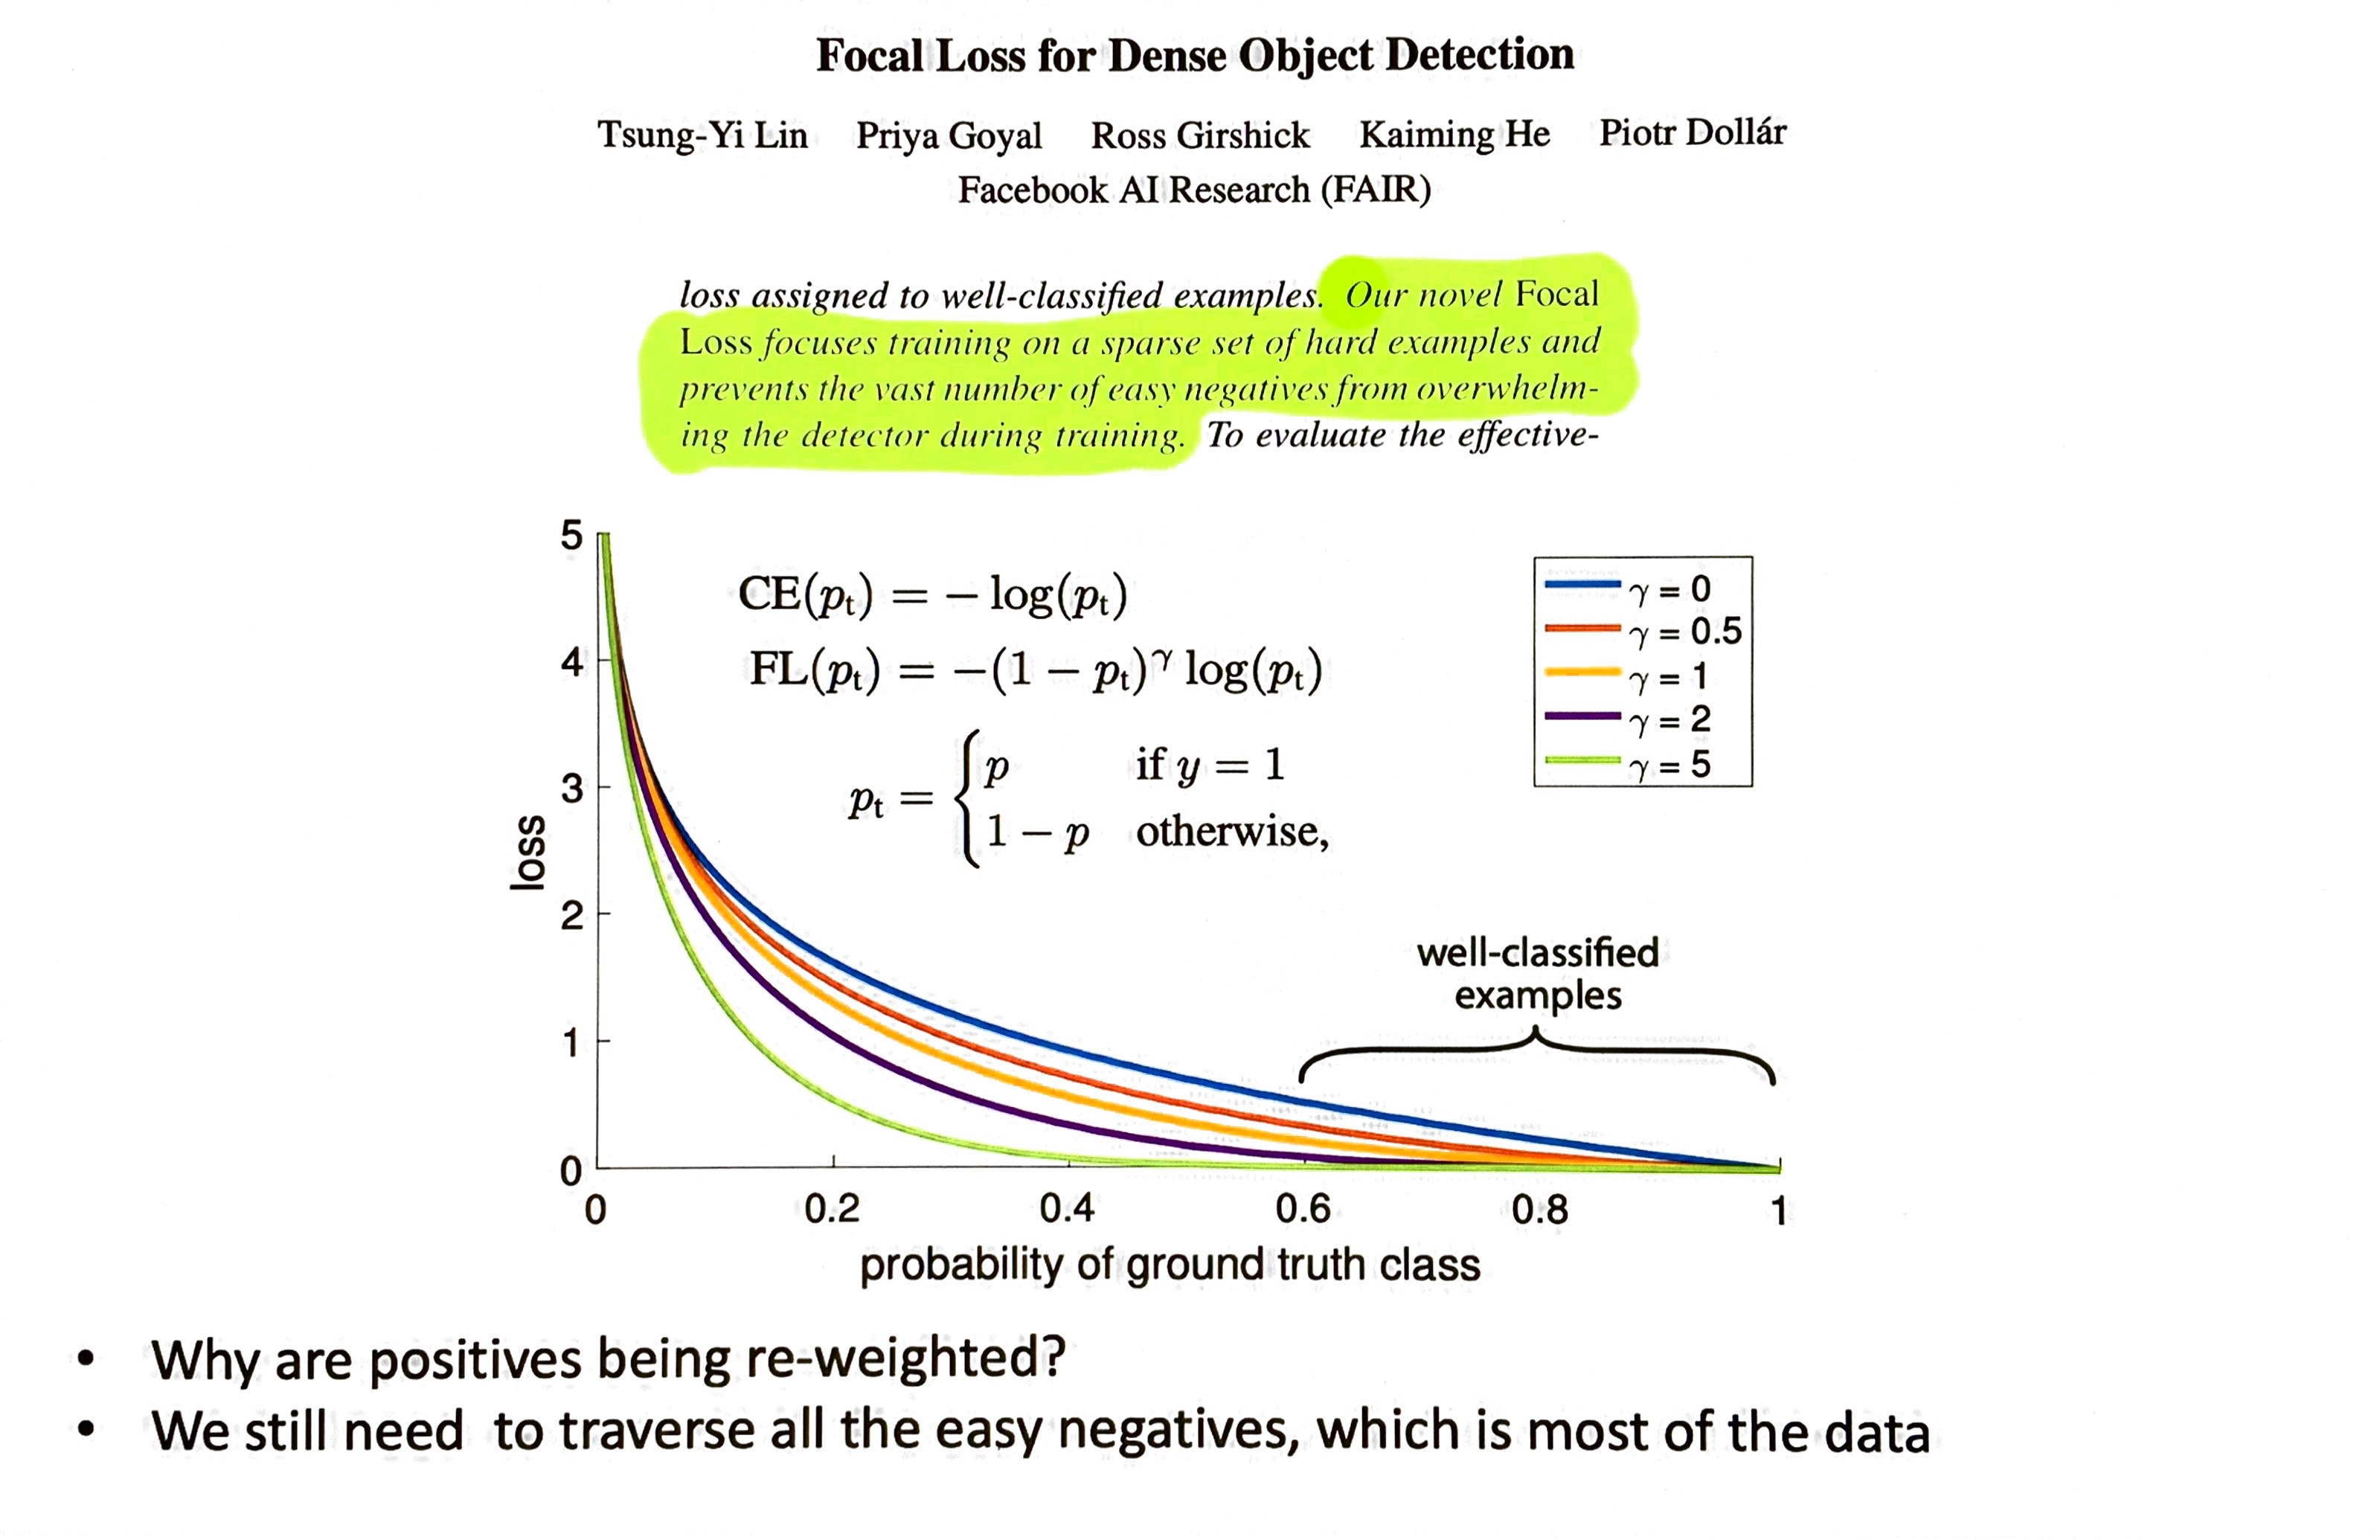 Focal Loss for Dense Object Detection
Tsung-Yi Lin Priya Goyal Ross Girshick Kaiming He Piotr Dollár
Facebook AI Research (FAIR)
loss assigned to well-classified examples. Our novel Focal
Loss focuses training on a sparse set of hard examples and
prevents the vast number of easy negatives from overwhelm-
ing the detector during training. To evaluate the effective-
5
4
3
2
1
0
loss
CE(pt) = − log(pt)
FL(pt) = −(1 − pt)^γ log(pt)
pt = { p if y = 1
1 − p otherwise,
γ = 0
γ = 0.5
γ = 1
γ = 2
γ = 5
well-classified
examples
0 0.2 0.4 0.6 0.8 1
probability of ground truth class
• Why are positives being re-weighted?
• We still need to traverse all the easy negatives, which is most of the data